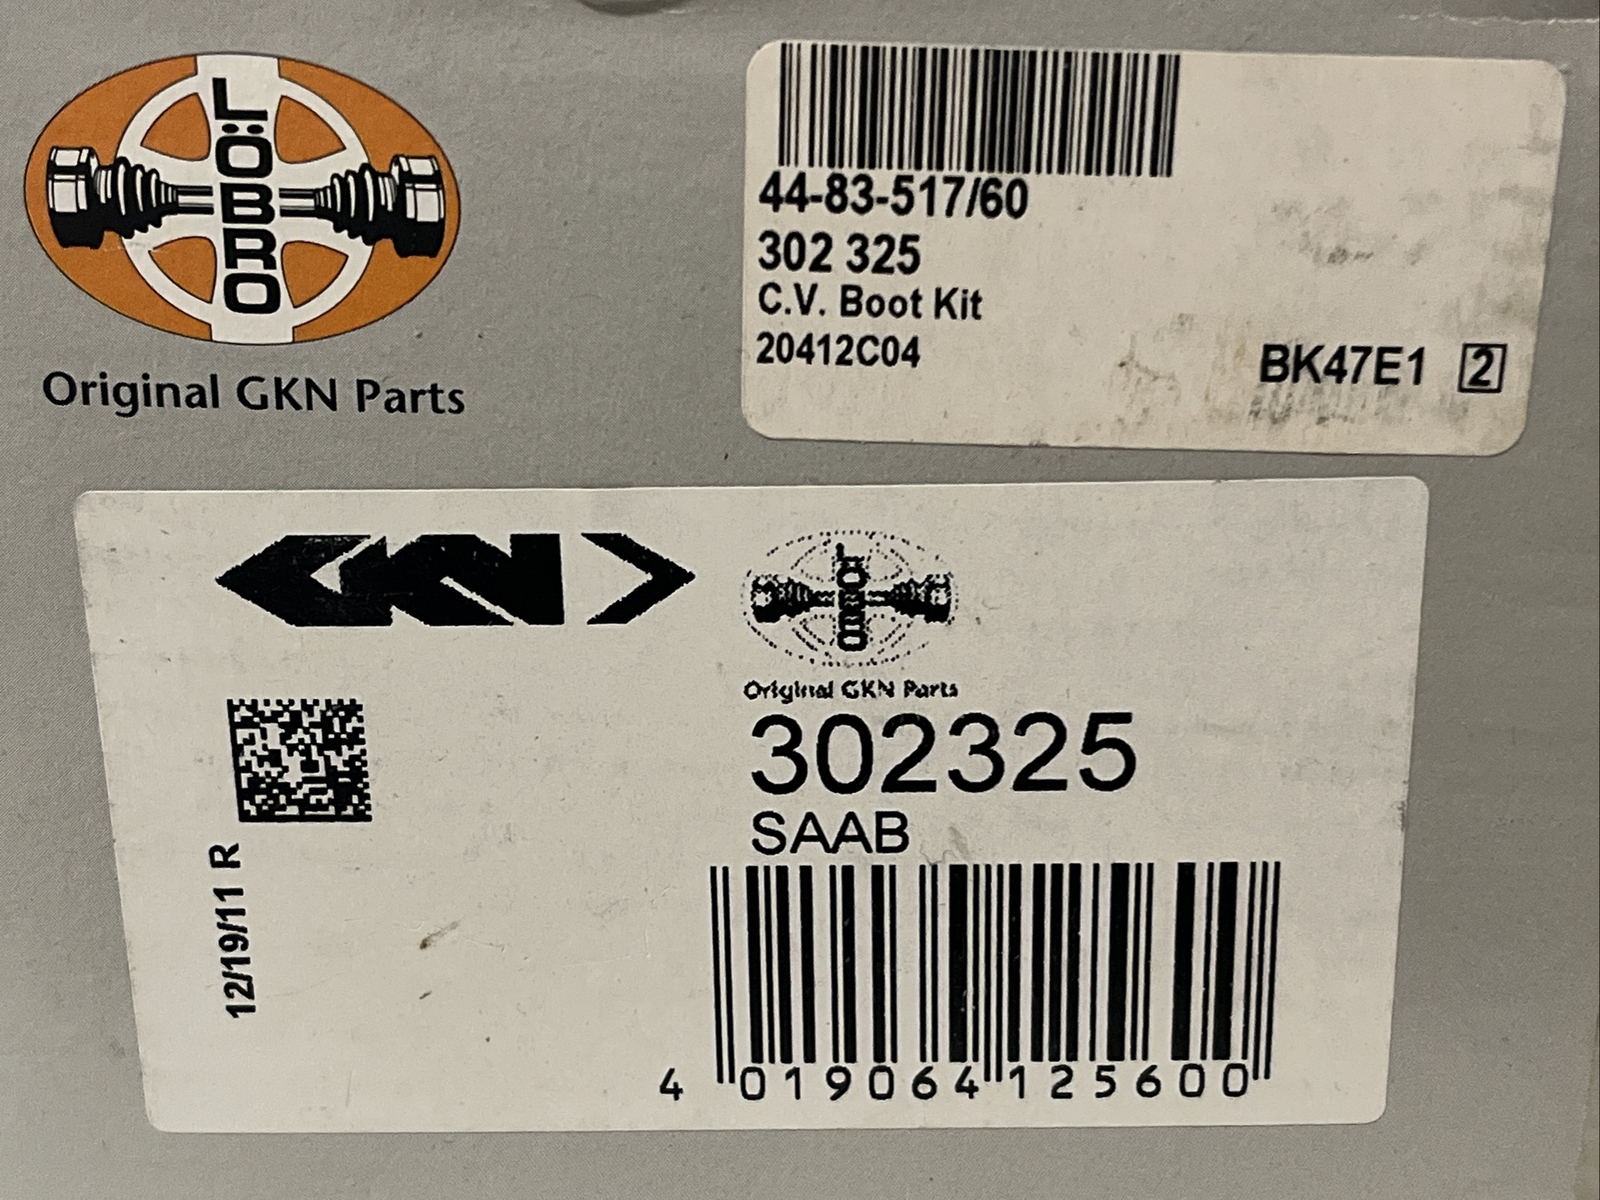 LÖBRO
Original GKN Parts
44-83-517/60
302 325
C.V. Boot Kit
20412C04
BK47E1 2
GKN
LÖBRO
Original GKN Parts
302325
SAAB
12/19/11 R
4 019064 125600